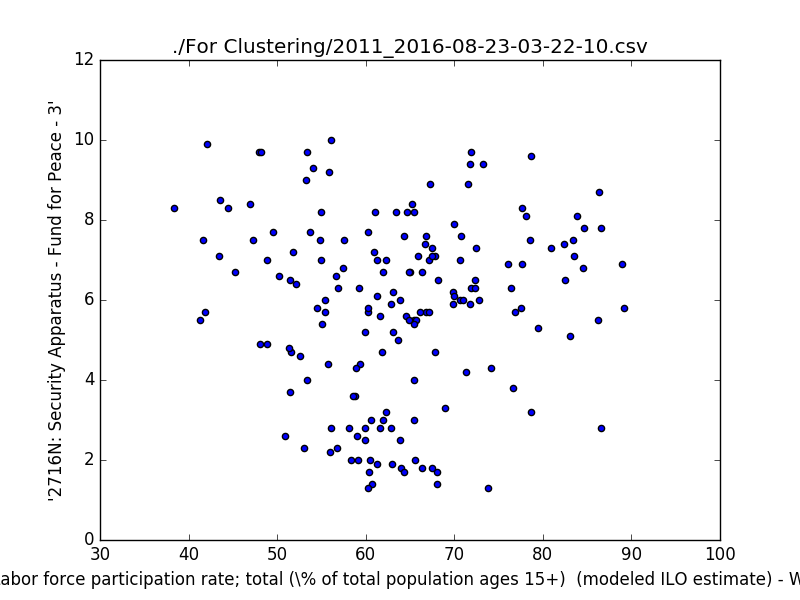 ./For Clustering/2011_2016-08-23-03-22-10.csv
'2716N: Security Apparatus - Fund for Peace - 3'
12
10
8
6
4
2
0
30 40 50 60 70 80 90 100
abor force participation rate; total (\% of total population ages 15+) (modeled ILO estimate) - W